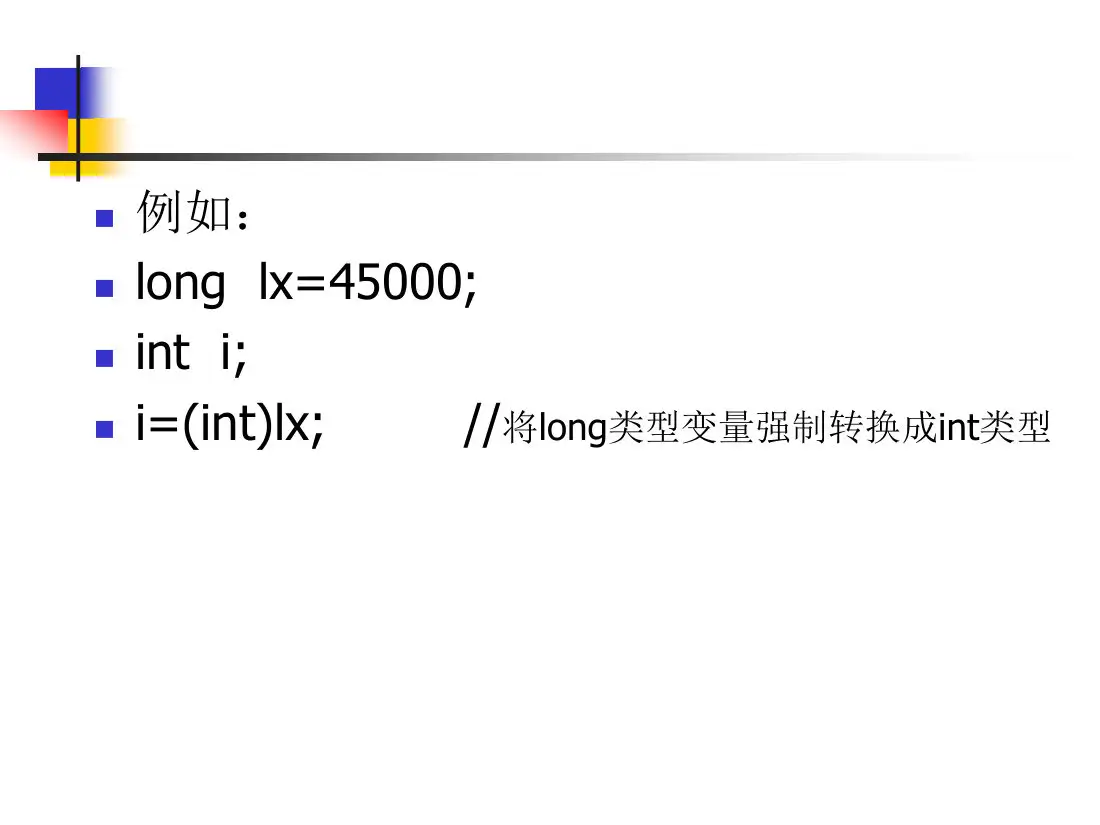 例如：
long  lx=45000;
int  i;
i=(int)lx;  //将long类型变量强制转换成int类型